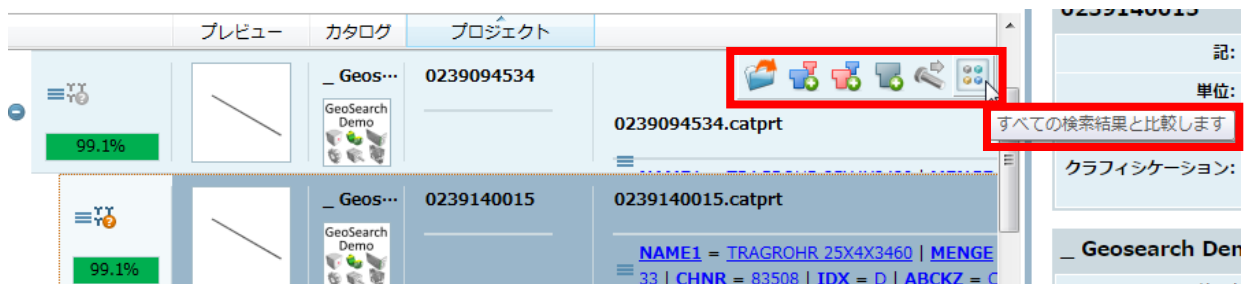 プレビュー
カタログ
プロジェクト
_ Geos…
0239094534
GeoSearch
Demo
99.1%
0239094534.catprt
すべての検索結果と比較します
_ Geos…
0239140015
0239140015.catprt
GeoSearch
Demo
99.1%
NAME1 = TRAGROHR 25X4X3460 | MENGE
33 | CHNR = 83508 | IDX = D | ABCKZ = C
0239140015
記:
単位:
クラフィシケーション:
_ Geosearch Den